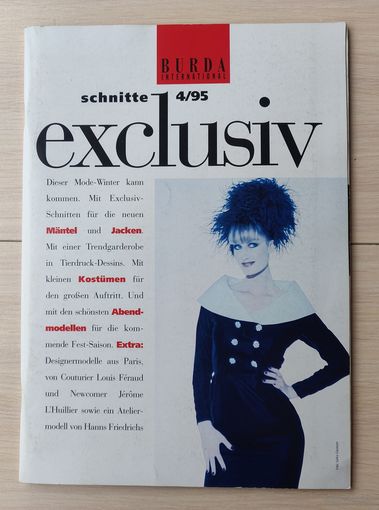 BURDA
INTERNATIONAL
schnitte 4/95
exclusiv
Dieser Mode-Winter kann
kommen. Mit Exclusiv-
Schnitten für die neuen
Mäntel und Jacken.
Mit einer Trendgarderobe
in Tierdruck-Dessins. Mit
kleinen Kostümen für
den großen Auftritt. Und
mit den schönsten Abend-
modellen für die kom-
mende Fest-Saison. Extra:
Designermodelle aus Paris,
von Couturier Louis Féraud
und Newcomer Jérôme
L'Huillier sowie ein Atelier-
modell von Hanns Friedrichs